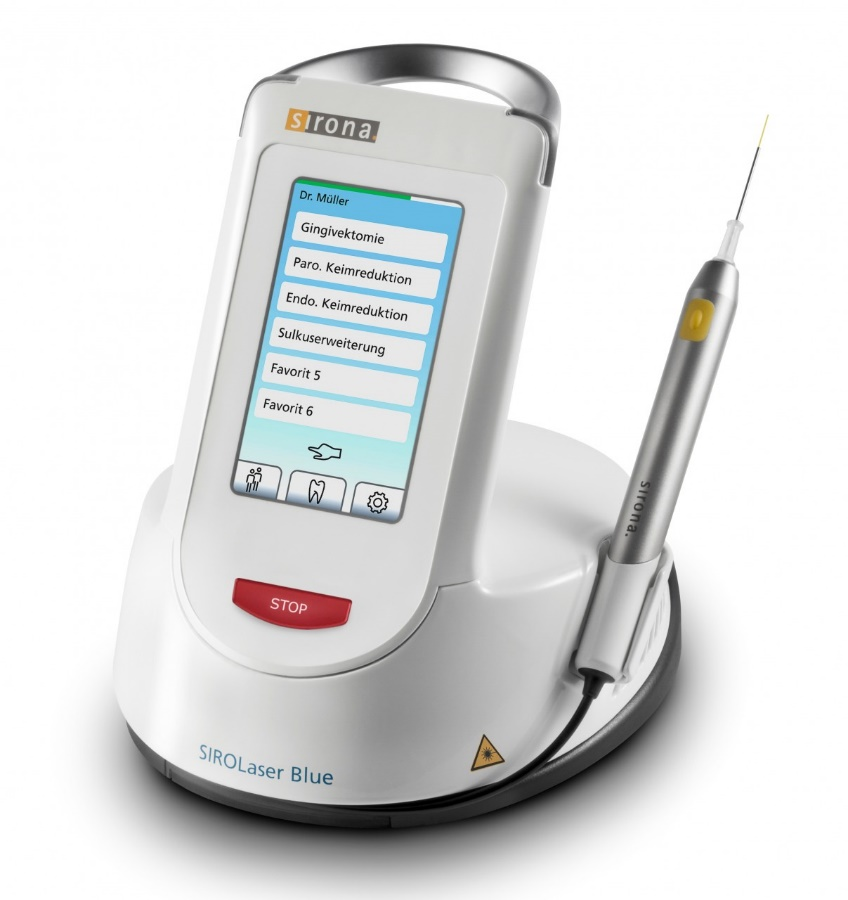 sirona.
Dr. Müller
Gingivektomie
Paro. Keimreduktion
Endo. Keimreduktion
Sulkuserweiterung
Favorit 5
Favorit 6
STOP
sirona.
SIROLaser Blue